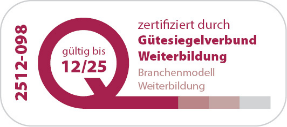 2512-098
gültig bis
12/25
zertifiziert durch
Gütesiegelverbund
Weiterbildung
Branchenmodell
Weiterbildung